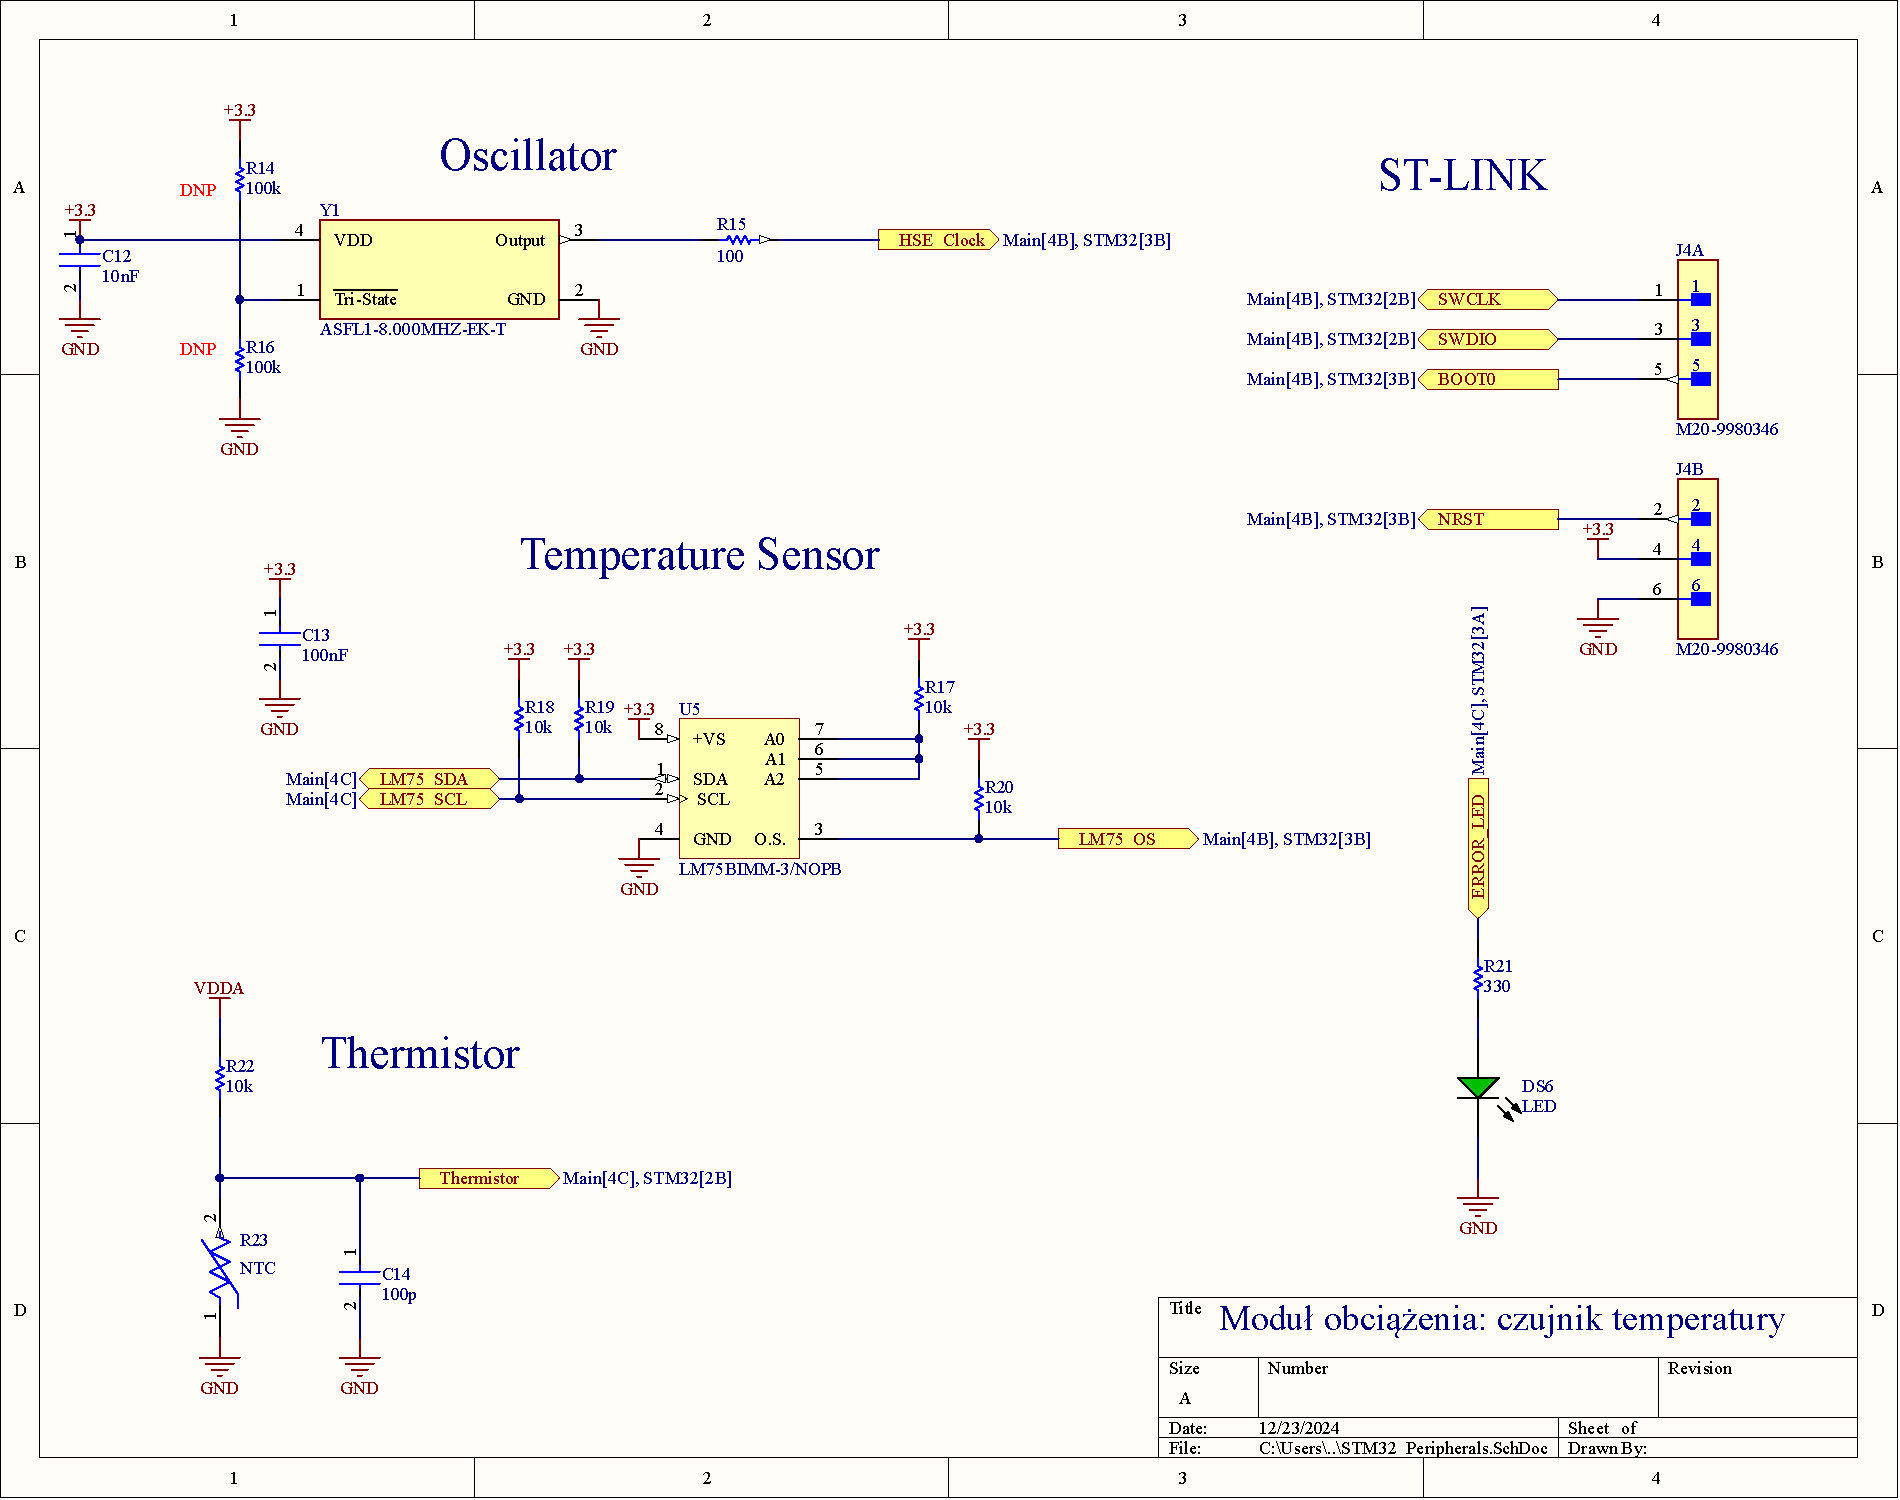 1 2 3 4
A A
B B
C C
D D
Oscillator
+3.3
R14
100k
DNP
+3.3
1
C12
10nF
2
GND
Y1
4 VDD
Output 3
1 Tri-State
GND 2
ASFL1-8.000MHZ-EK-T
GND
DNP
R16
100k
GND
R15
100
HSE_Clock Main[4B], STM32[3B]
ST-LINK
J4A
Main[4B], STM32[2B] SWCLK 1 1
Main[4B], STM32[2B] SWDIO 3 3
Main[4B], STM32[3B] BOOT0 5 5
M20-9980346
J4B
Main[4B], STM32[3B] NRST 2 2
+3.3
4 4
6 6
GND
M20-9980346
Temperature Sensor
+3.3
1
C13
100nF
2
GND
+3.3
R18
10k
+3.3
R19
10k
+3.3
U5
8 +VS
A0 7
A1 6
A2 5
Main[4C] LM75_SDA 1 SDA
Main[4C] LM75_SCL 2 SCL
4 GND
O.S. 3
LM75BIMM-3/NOPB
GND
+3.3
R17
10k
+3.3
R20
10k
LM75_OS Main[4B], STM32[3B]
Main[4C], STM32[3A]
ERROR_LED
R21
330
DS6
LED
GND
Thermistor
VDDA
R22
10k
Thermistor Main[4C], STM32[2B]
2
R23
NTC
1
GND
1
C14
100p
2
GND
Title Moduł obciążenia: czujnik temperatury
Size Number Revision
A
Date: 12/23/2024 Sheet of
File: C:\Users\..\STM32_Peripherals.SchDoc Drawn By:
1 2 3 4